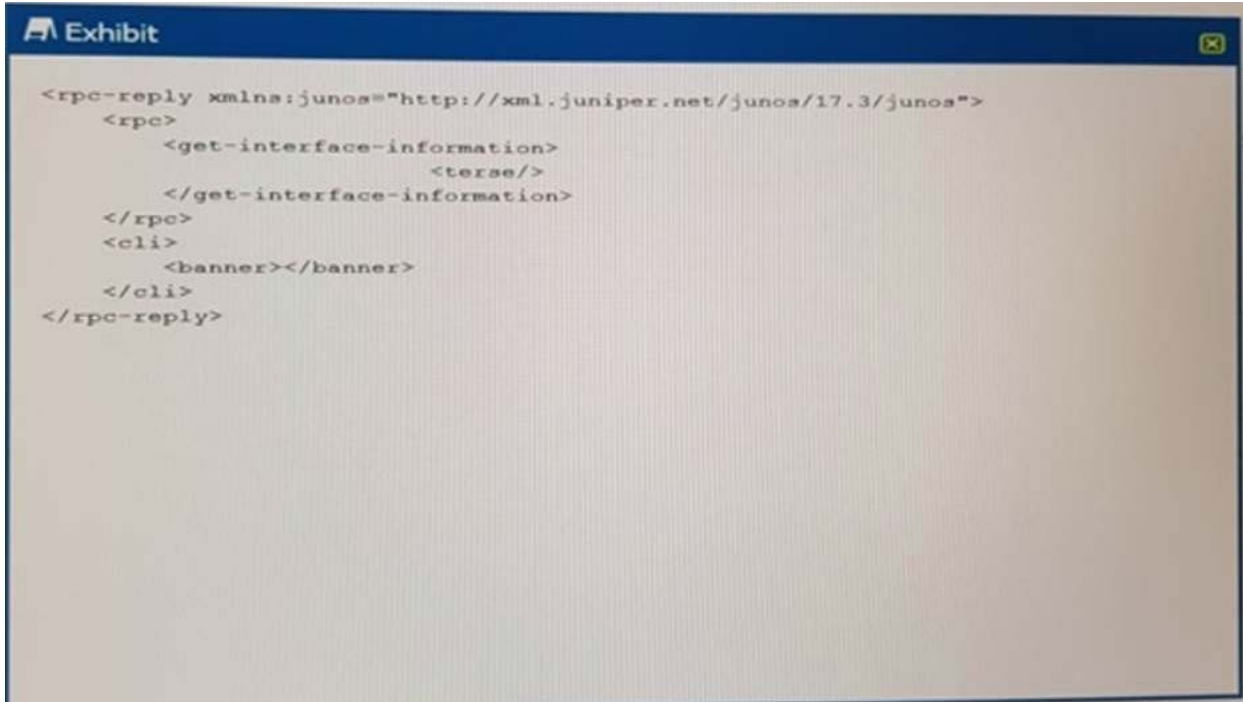 Exhibit
<rpc-reply xmlns:junos="http://xml.juniper.net/junos/17.3/junos">
<rpc>
<get-interface-information>
<terse/>
</get-interface-information>
</rpc>
<cli>
<banner></banner>
</cli>
</rpc-reply>